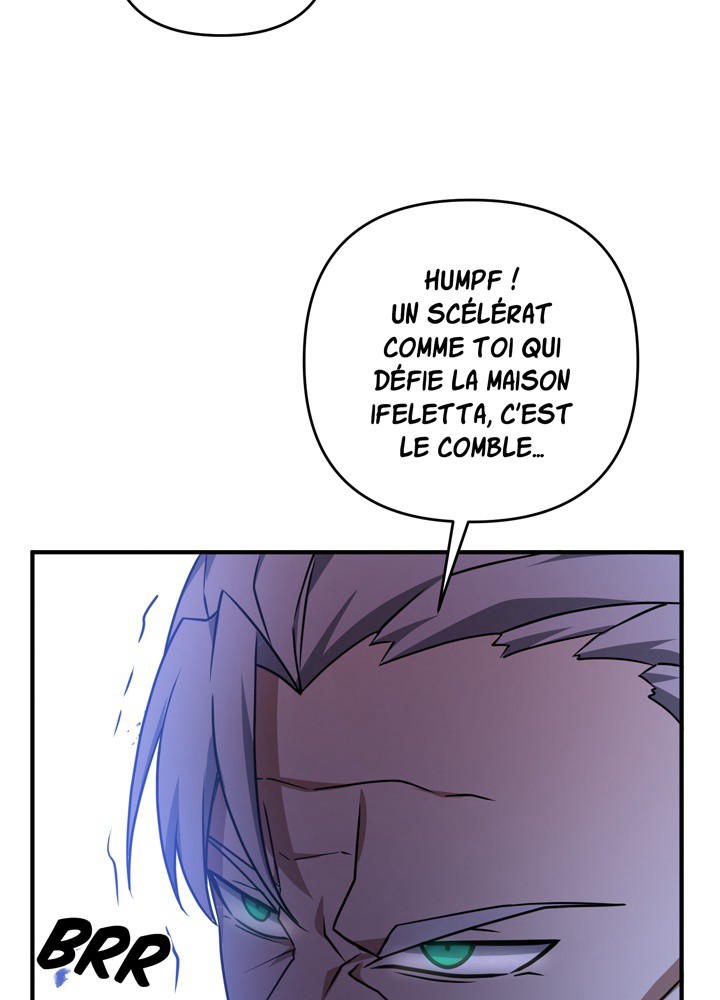 HUMPF !
UN SCÉLÉRAT
COMME TOI QUI
DÉFIE LA MAISON
IFELETTA, C'EST
LE COMBLE...
BRR